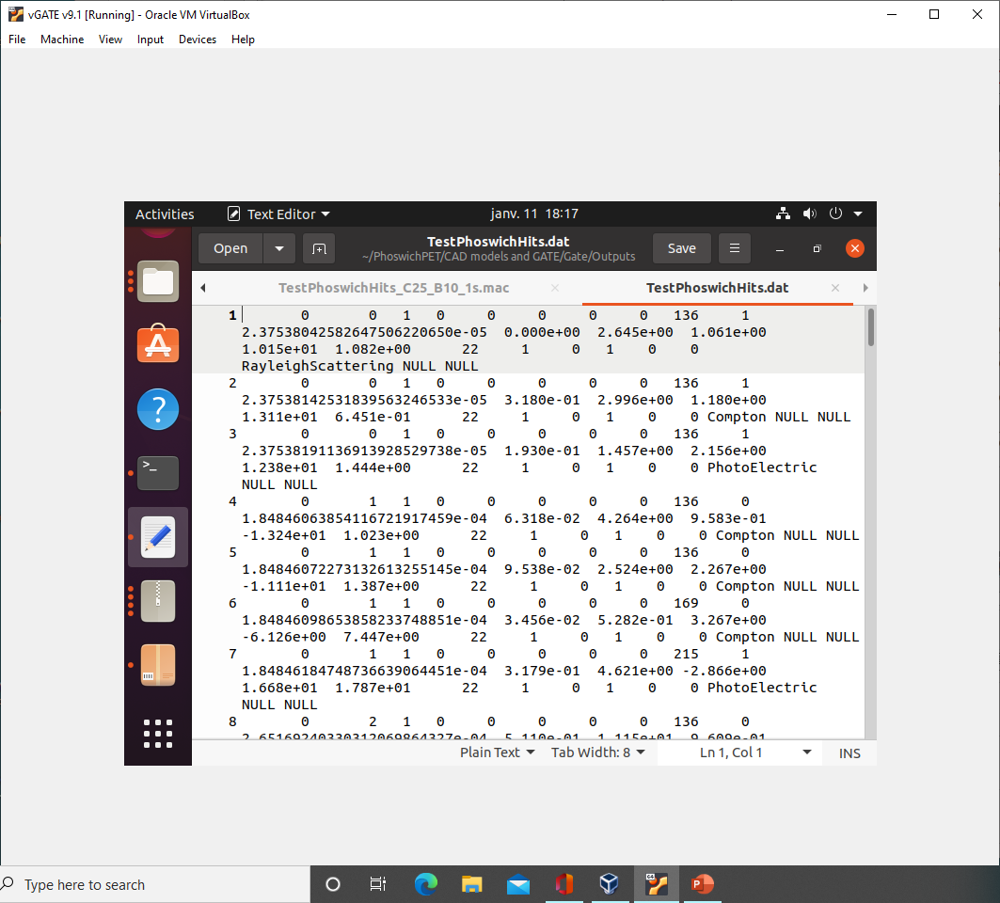 vGATE v9.1 [Running] - Oracle VM VirtualBox
File Machine View Input Devices Help
Activities Text Editor janv. 11 18:17
Open TestPhoswichHits.dat Save
~/PhoswichPET/CAD models and GATE/Gate/Outputs
TestPhoswichHits_C25_B10_1s.mac TestPhoswichHits.dat
1 0 0 1 0 0 0 0 0 136 1
2.37538042582647506220650e-05 0.000e+00 2.645e+00 1.061e+00
1.015e+01 1.082e+00 22 1 0 1 0 0
RayleighScattering NULL NULL
2 0 0 1 0 0 0 0 0 136 1
2.37538142531839563246533e-05 3.180e-01 2.996e+00 1.180e+00
1.311e+01 6.451e-01 22 1 0 1 0 0 Compton NULL NULL
3 0 0 1 0 0 0 0 0 136 1
2.37538191136913928529738e-05 1.930e-01 1.457e+00 2.156e+00
1.238e+01 1.444e+00 22 1 0 1 0 0 PhotoElectric
NULL NULL
4 0 1 1 0 0 0 0 0 136 0
1.84846063854116721917459e-04 6.318e-02 4.264e+00 9.583e-01
-1.324e+01 1.023e+00 22 1 0 1 0 0 Compton NULL NULL
5 0 1 1 0 0 0 0 0 136 0
1.84846072273132613255145e-04 9.538e-02 2.524e+00 2.267e+00
-1.111e+01 1.387e+00 22 1 0 1 0 0 Compton NULL NULL
6 0 1 1 0 0 0 0 0 169 0
1.84846098653858233748851e-04 3.456e-02 5.282e-01 3.267e+00
-6.126e+00 7.447e+00 22 1 0 1 0 0 Compton NULL NULL
7 0 1 1 0 0 0 0 0 215 1
1.84846184748736639064451e-04 3.179e-01 4.621e+00 -2.866e+00
1.668e+01 1.787e+01 22 1 0 1 0 0 PhotoElectric
NULL NULL
8 0 2 1 0 0 0 0 0 136 0
Plain Text Tab Width: 8 Ln 1, Col 1 INS
Type here to search